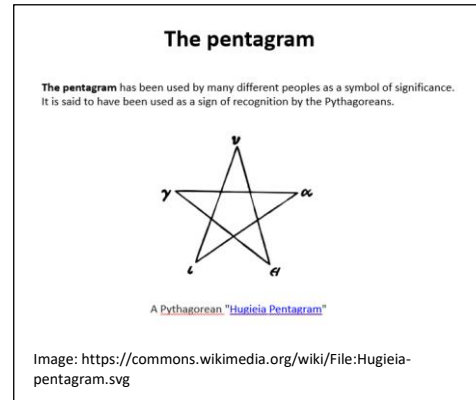 The pentagram
The pentagram has been used by many different peoples as a symbol of significance.
It is said to have been used as a sign of recognition by the Pythagoreans.
υ
γ α
ι ει
A Pythagorean "Hugieia Pentagram"
Image: https://commons.wikimedia.org/wiki/File:Hugieia-
pentagram.svg